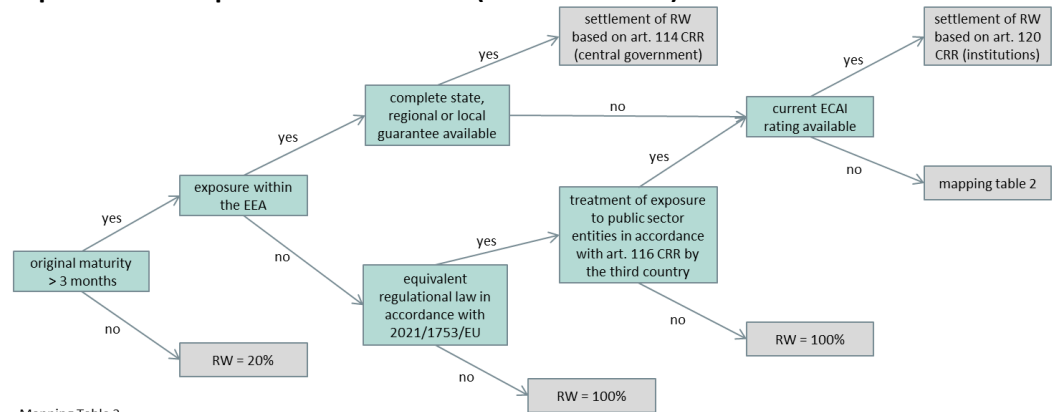 settlement of RW
based on art. 114 CRR
(central government)
settlement of RW
based on art. 120
CRR (institutions)
yes
yes
complete state,
regional or local
guarantee available
no
current ECAI
rating available
yes
yes
no
exposure within
the EEA
treatment of exposure
to public sector
entities in accordance
with art. 116 CRR by
the third country
mapping table 2
yes
yes
no
original maturity
> 3 months
equivalent
regulational law in
accordance with
2021/1753/EU
no
no
RW = 20%
RW = 100%
no
RW = 100%
Mapping Table 2